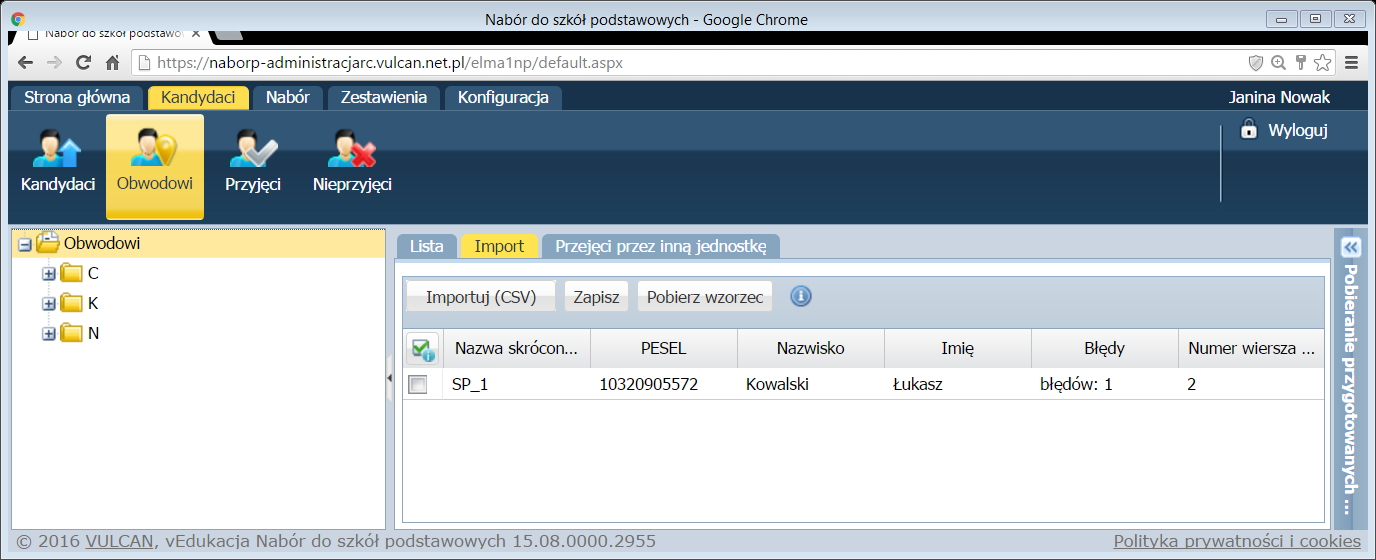 Nabór do szkół podstawowych - Google Chrome
Nabór do szkół podstawo
https://naborp-administracjarc.vulcan.net.pl/elma1np/default.aspx
Strona główna Kandydaci Nabór Zestawienia Konfiguracja Janina Nowak
Wyloguj
Kandydaci Obwodowi Przyjęci Nieprzyjęci
Obwodowi
C
K
N
Lista Import Przejęci przez inną jednostkę
Importuj (CSV) Zapisz Pobierz wzorzec
Nazwa skrócon... PESEL Nazwisko Imię Błędy Numer wiersza ...
SP_1 10320905572 Kowalski Łukasz błędów: 1 2
Pobieranie przygotowanych ...
© 2016 VULCAN, vEdukacja Nabór do szkół podstawowych 15.08.0000.2955 Polityka prywatności i cookies